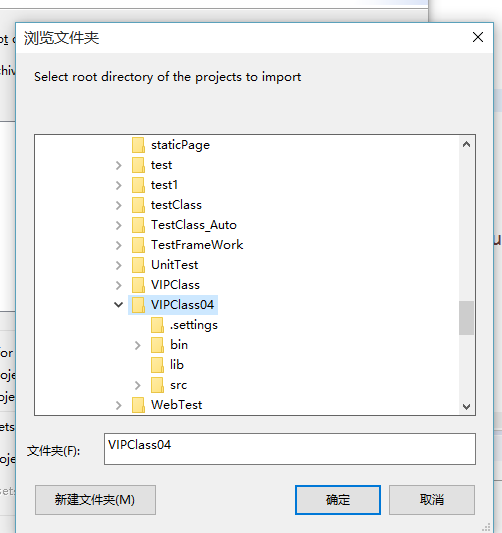 浏览文件夹
Select root directory of the projects to import
staticPage
test
test1
testClass
TestClass_Auto
TestFrameWork
UnitTest
VIPClass
VIPClass04
.settings
bin
lib
src
WebTest
文件夹(F):
VIPClass04
新建文件夹(M)
确定
取消